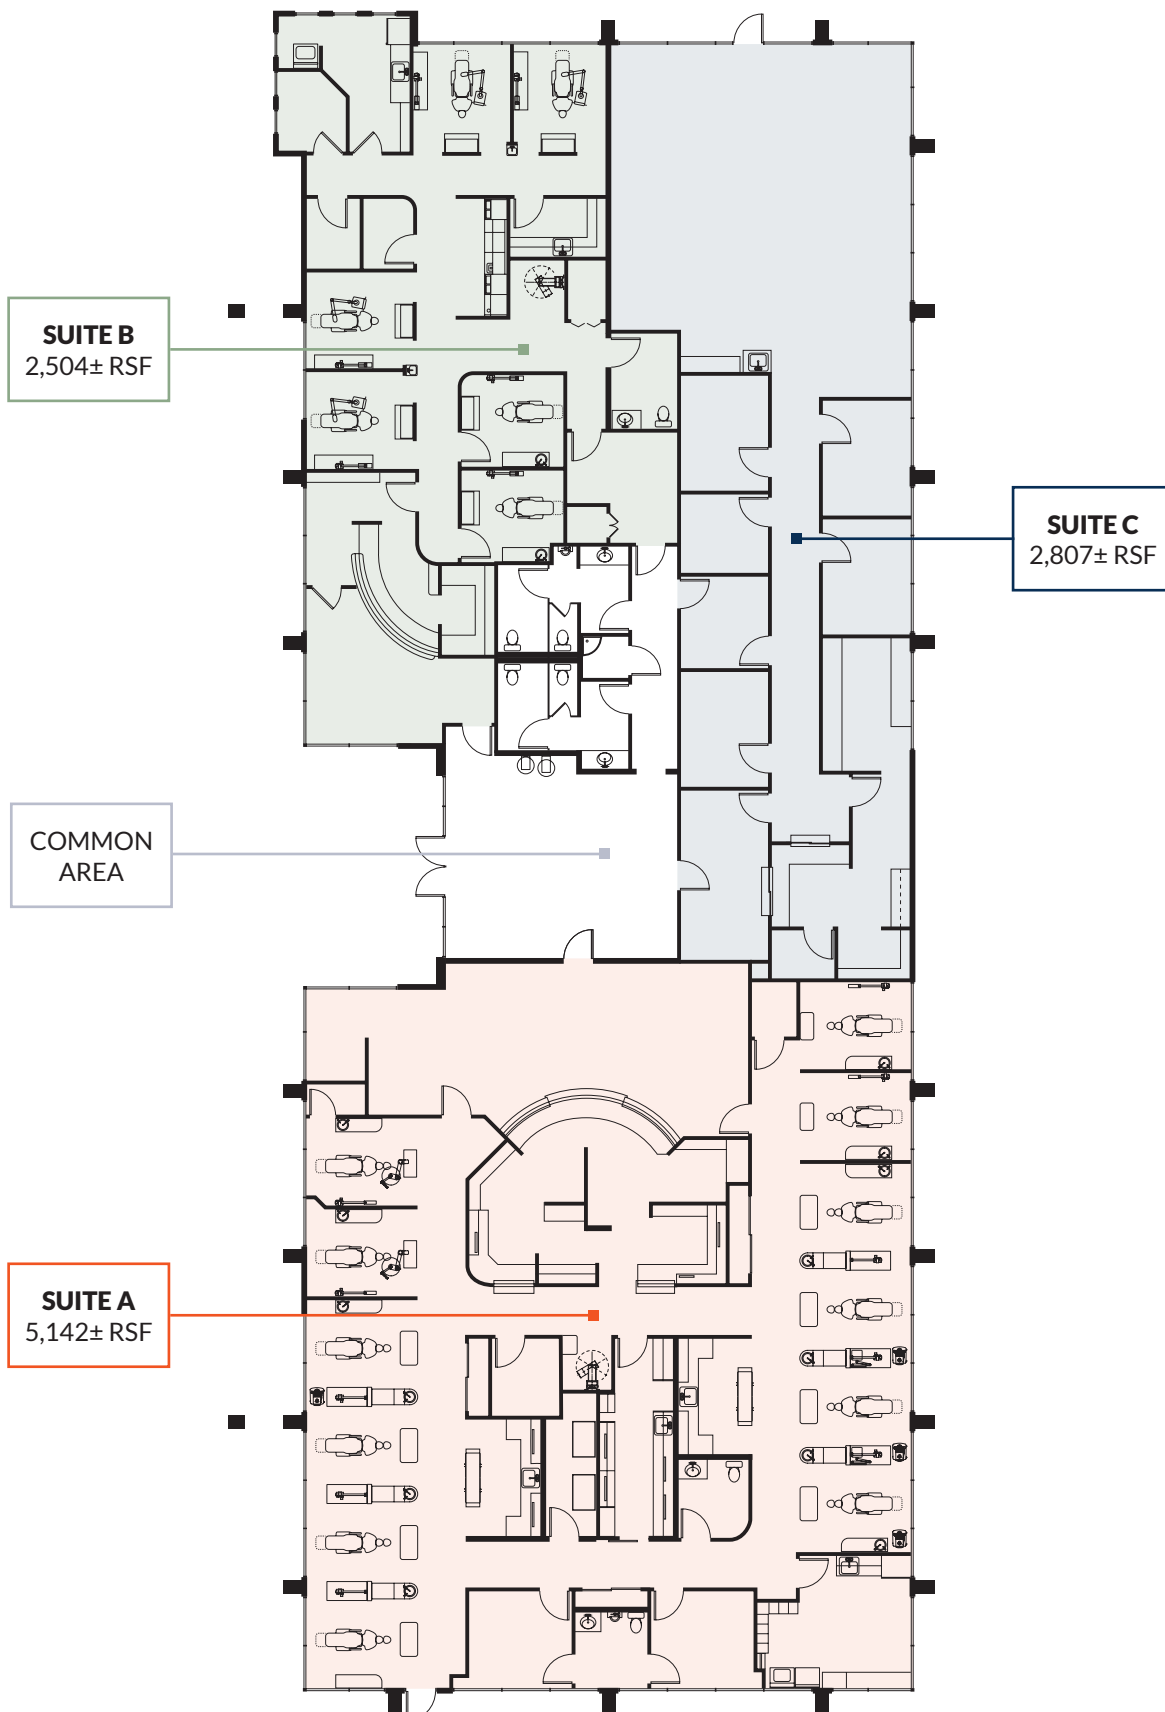 SUITE B
2,504± RSF
SUITE C
2,807± RSF
COMMON
AREA
SUITE A
5,142± RSF